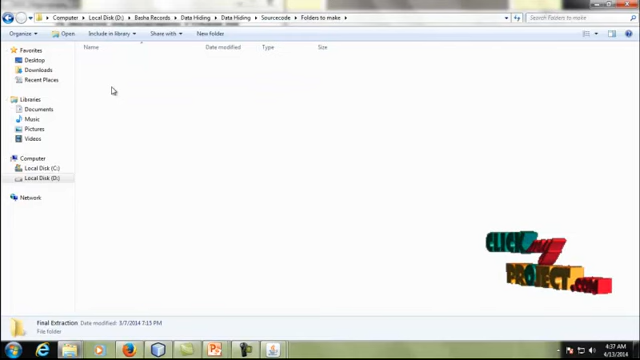 Computer ▸ Local Disk (D:) ▸ Basha Records ▸ Data Hiding ▸ Data Hiding ▸ Sourcecode ▸ Folders to make ▸
Search Folders to make
Organize
Open
Include in library
Share with
New folder
Name
Date modified
Type
Size
Favorites
Desktop
Downloads
Recent Places
Libraries
Documents
Music
Pictures
Videos
Computer
Local Disk (C:)
Local Disk (D:)
Network
CLICK MY
PROJECT.COM
Final Extraction Date modified: 3/7/2014 7:15 PM
File folder
4:37 AM
4/13/2014